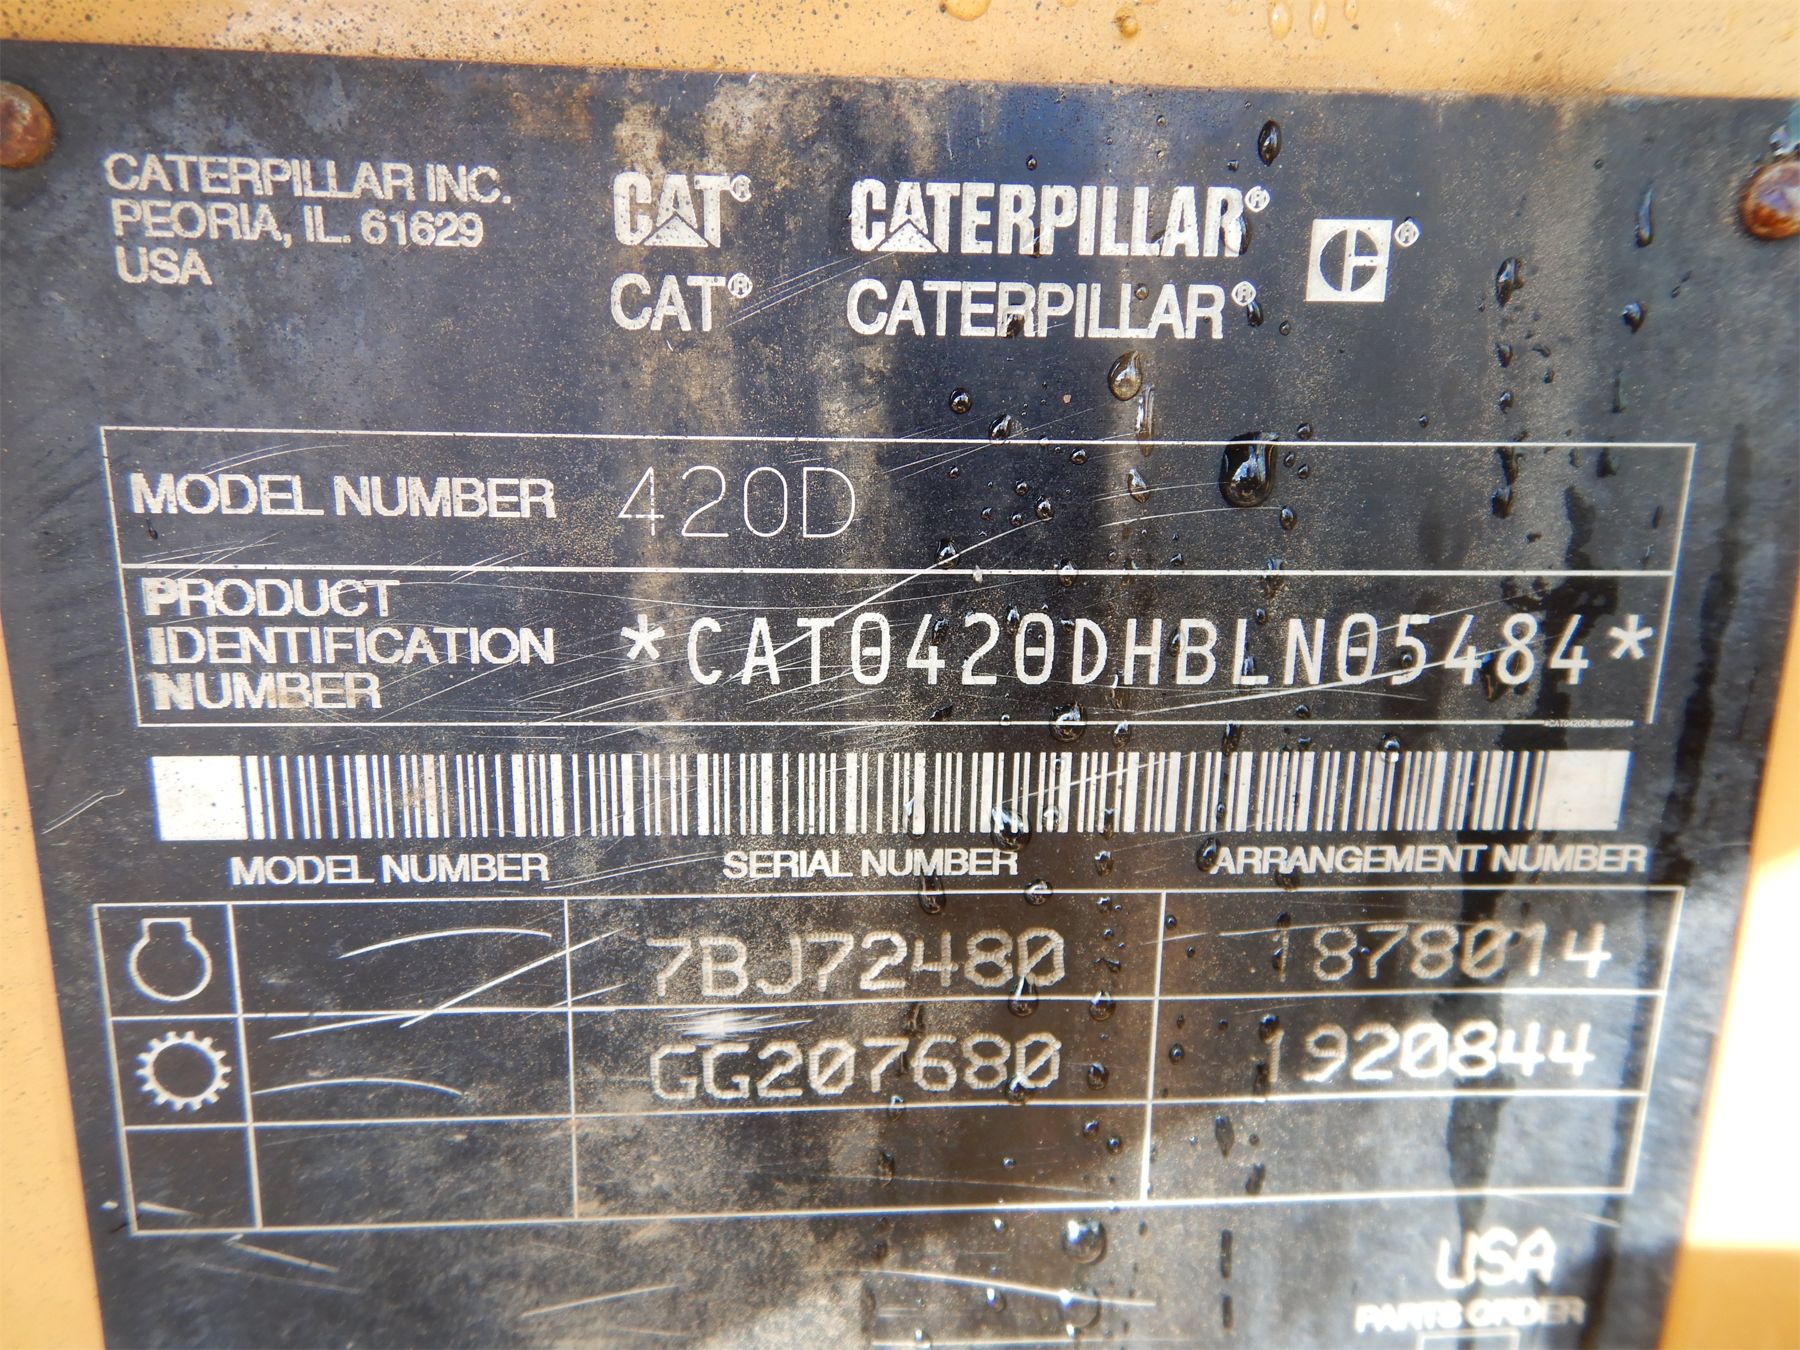 CATERPILLAR INC.
PEORIA, IL. 61629
USA
CAT® CATERPILLAR® ®
CAT® CATERPILLAR®
MODEL NUMBER 420D
PRODUCT
IDENTIFICATION
NUMBER
*CAT0420DHBLN05484*
*CAT0420DHBLN05484*
MODEL NUMBER SERIAL NUMBER ARRANGEMENT NUMBER
7BJ72480 1878014
GG207680 1920844
USA
PARTS ORDER